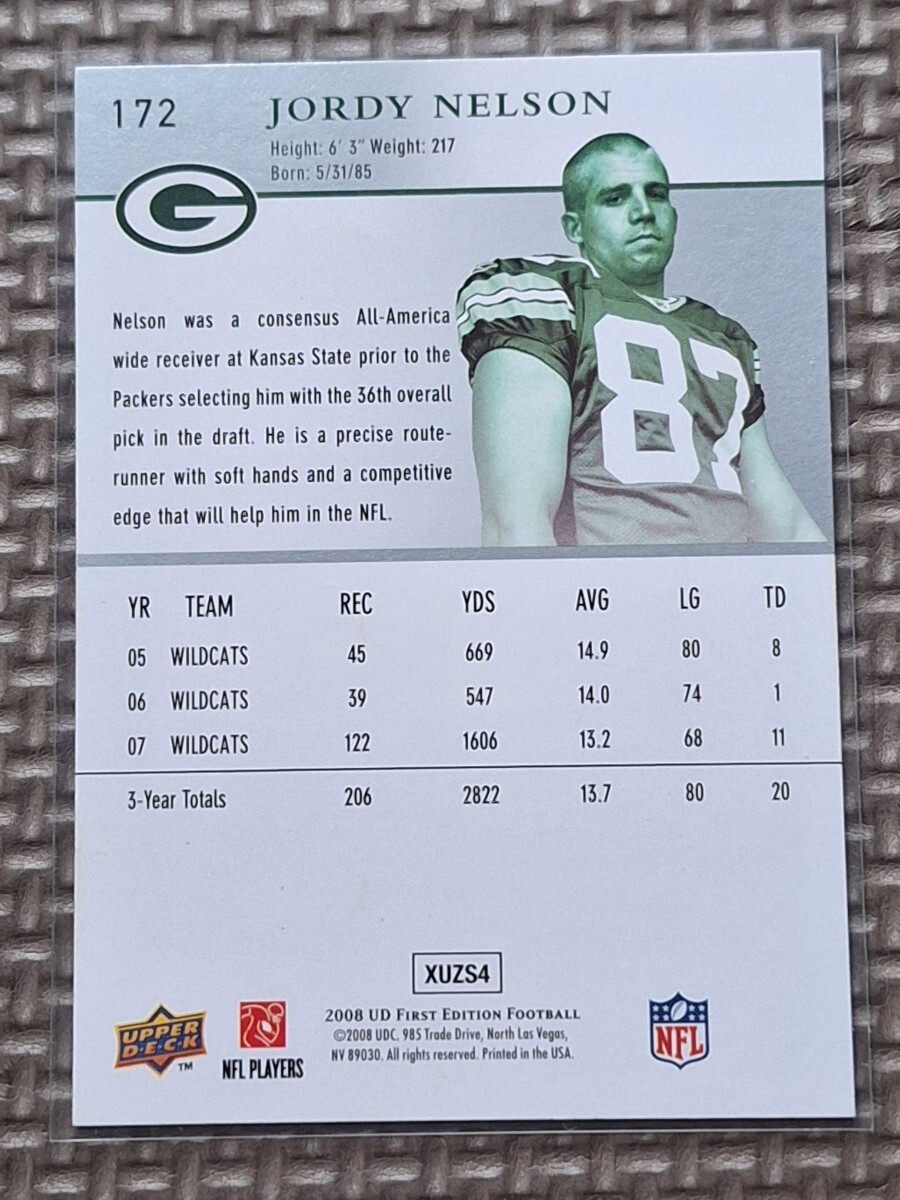 172
JORDY NELSON
Height: 6' 3" Weight: 217
Born: 5/31/85
G
87
Nelson was a consensus All-America
wide receiver at Kansas State prior to the
Packers selecting him with the 36th overall
pick in the draft. He is a precise route-
runner with soft hands and a competitive
edge that will help him in the NFL.
YR TEAM REC YDS AVG LG TD
05 WILDCATS 45 669 14.9 80 8
06 WILDCATS 39 547 14.0 74 1
07 WILDCATS 122 1606 13.2 68 11
3-Year Totals 206 2822 13.7 80 20
XUZS4
UPPER
DECK
TM
NFL PLAYERS
2008 UD FIRST EDITION FOOTBALL
©2008 UDC. 985 Trade Drive, North Las Vegas,
NV 89030. All rights reserved. Printed in the USA.
NFL